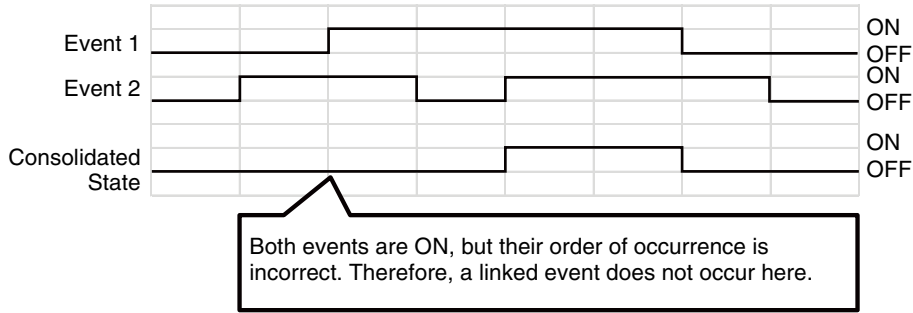 Event 1
ON
OFF
Event 2
ON
OFF
Consolidated
State
ON
OFF
Both events are ON, but their order of occurrence is
incorrect. Therefore, a linked event does not occur here.